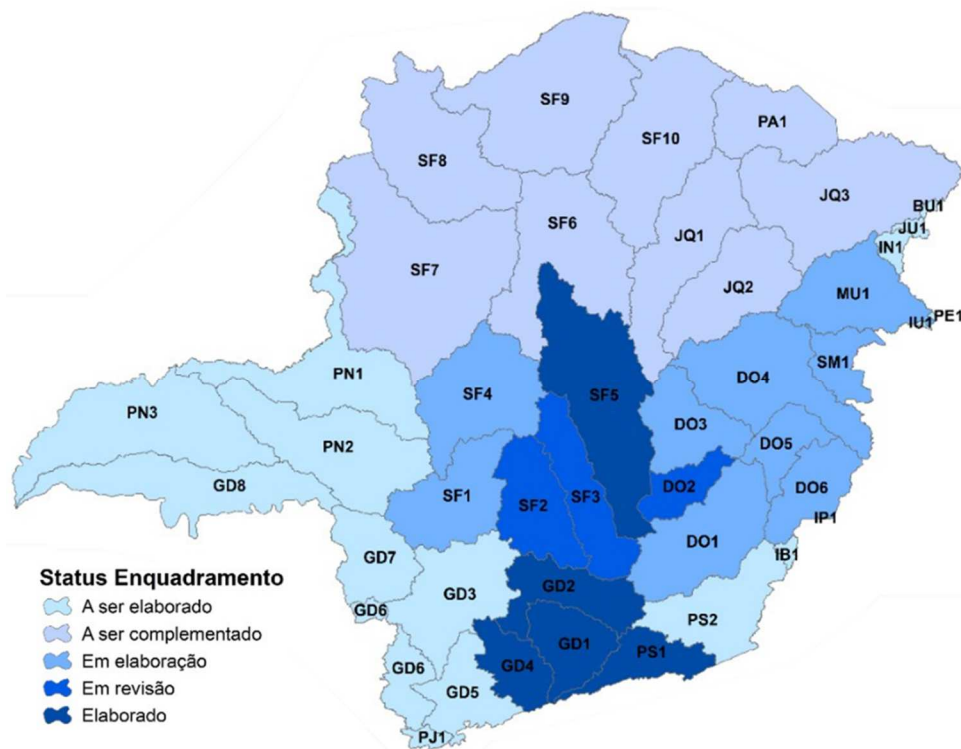 SF9
PA1
SF10
SF8
JQ3
BU1
SF6
JU1
JQ1
IN1
SF7
JQ2
MU1
PE1
IU1
PN1
SM1
SF4
DO4
SF5
PN3
DO3
PN2
DO5
GD8
DO2
DO6
SF1
SF2
SF3
IP1
DO1
IB1
GD7
Status Enquadramento
A ser elaborado
A ser complementado
Em elaboração
Em revisão
Elaborado
GD2
GD3
GD6
PS2
GD1
PS1
GD6
GD4
GD5
PJ1